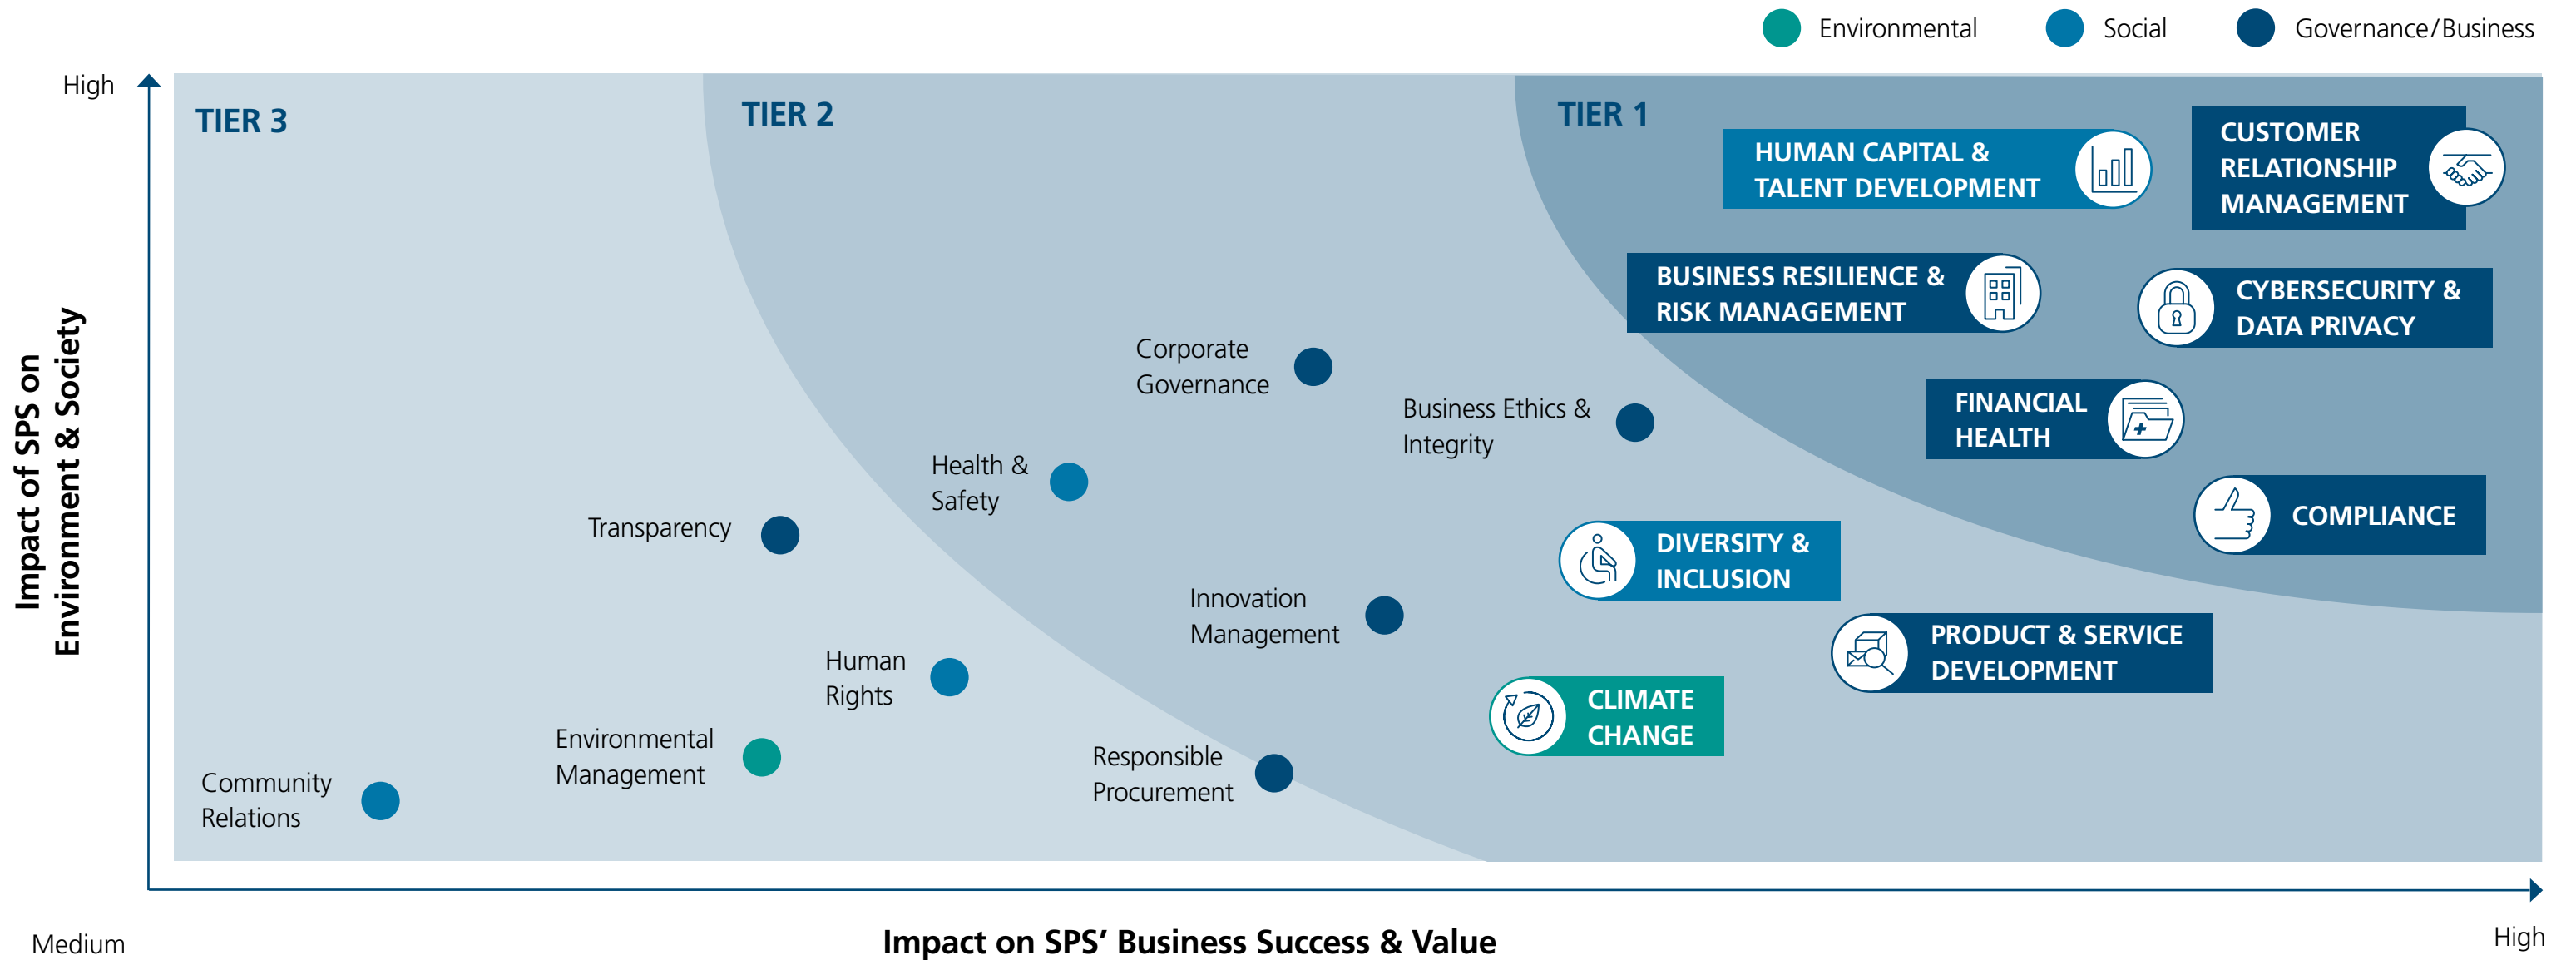 Environmental
Social
Governance/Business
High
TIER 3
TIER 2
TIER 1
HUMAN CAPITAL &
TALENT DEVELOPMENT
CUSTOMER
RELATIONSHIP
MANAGEMENT
BUSINESS RESILIENCE &
RISK MANAGEMENT
CYBERSECURITY &
DATA PRIVACY
Corporate
Governance
Business Ethics &
Integrity
FINANCIAL
HEALTH
Health &
Safety
COMPLIANCE
Transparency
DIVERSITY &
INCLUSION
Innovation
Management
PRODUCT & SERVICE
DEVELOPMENT
Human
Rights
CLIMATE
CHANGE
Environmental
Management
Responsible
Procurement
Community
Relations
Impact of SPS on
Environment & Society
Medium
Impact on SPS’ Business Success & Value
High